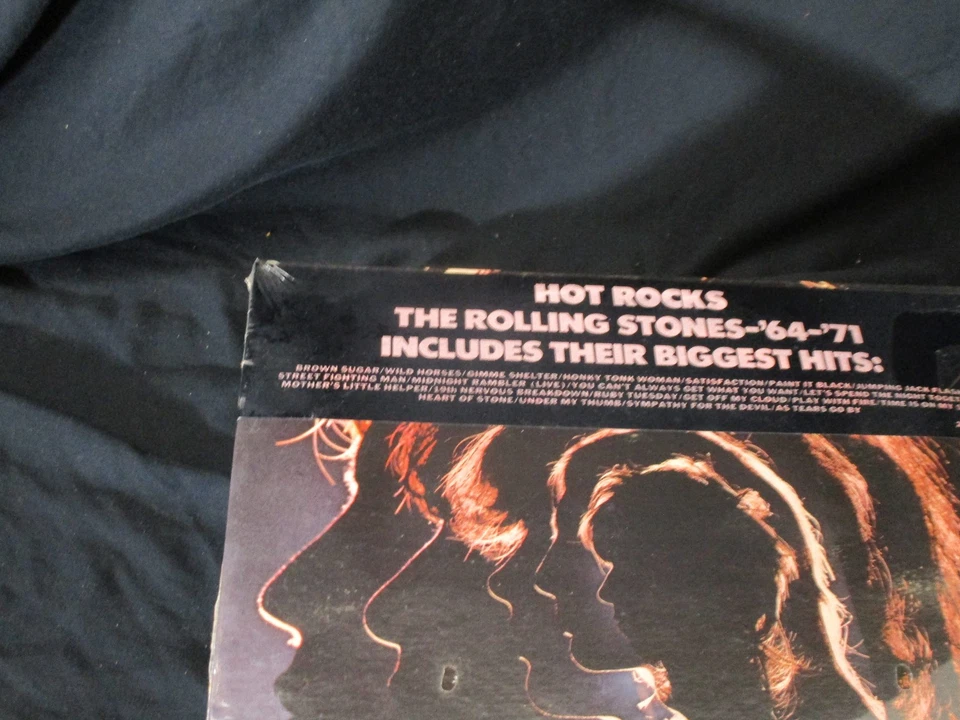 HOT ROCKS
THE ROLLING STONES-'64-'71
INCLUDES THEIR BIGGEST HITS:
BROWN SUGAR/WILD HORSES/GIMME SHELTER/HONKY TONK WOMAN/SATISFACTION/PAINT IT BLACK/JUMPING JACK
STREET FIGHTING MAN/MIDNIGHT RAMBLER (LIVE)/YOU CAN'T ALWAYS GET WHAT YOU WANT/LET'S SPEND THE NIGHT
MOTHER'S LITTLE HELPER/19TH NERVOUS BREAKDOWN/RUBY TUESDAY/GET OFF MY CLOUD/PLAY WITH FIRE/TIME IS ON MY
HEART OF STONE/UNDER MY THUMB/SYMPATHY FOR THE DEVIL/AS TEARS GO BY